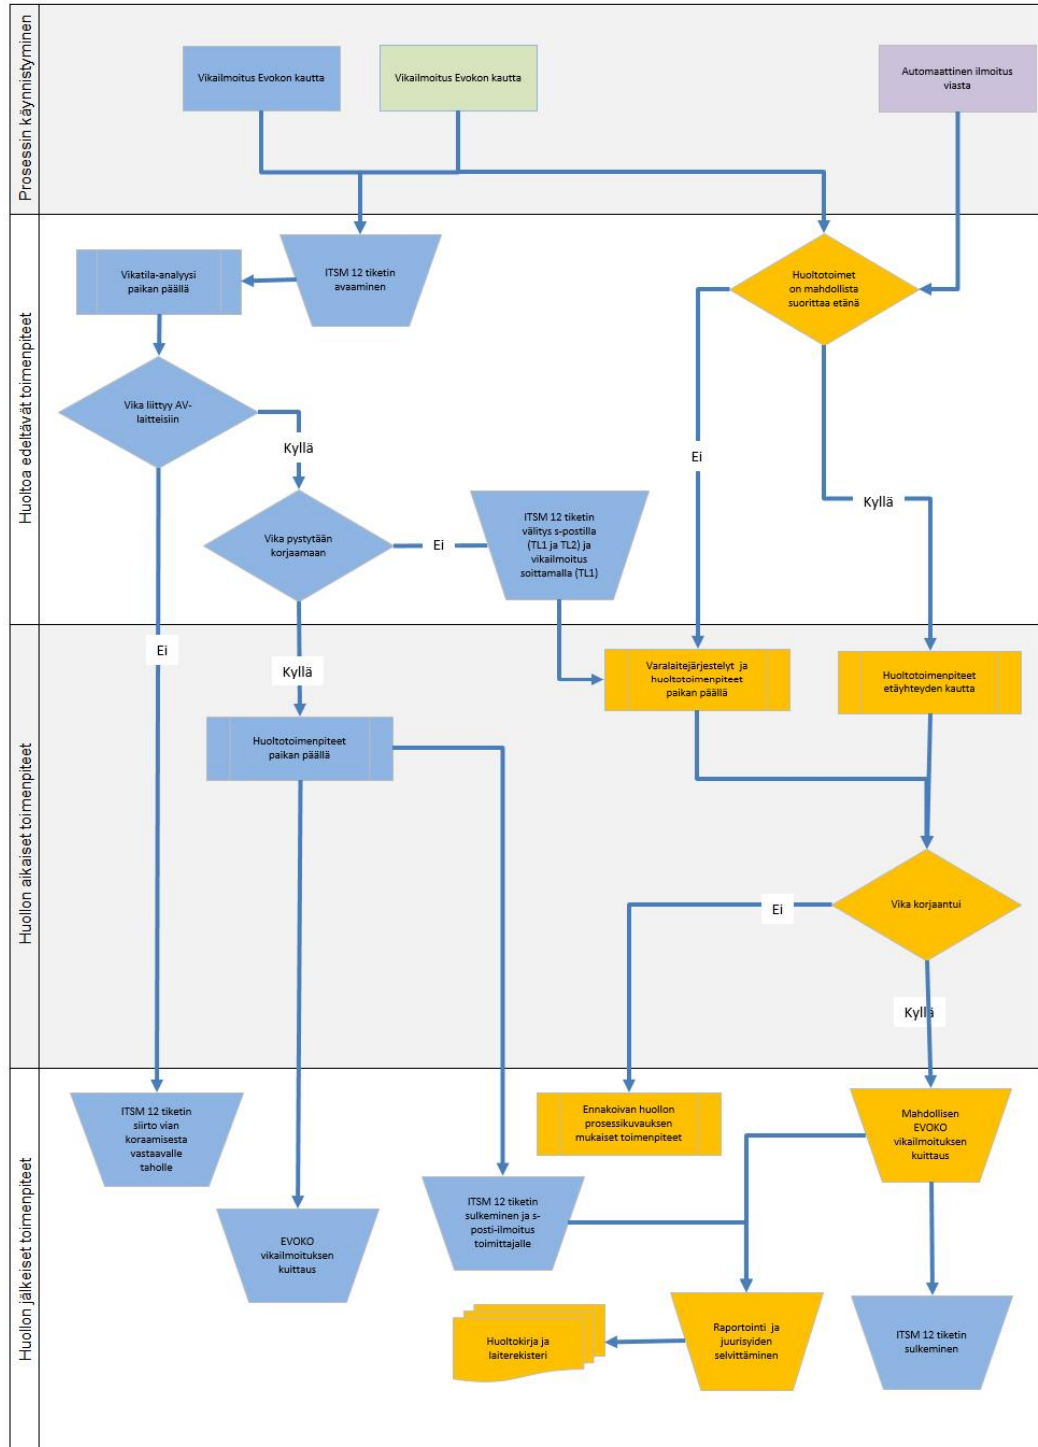 Prosessin käynnistyminen
Vikailmoitus Evokon kautta
Vikailmoitus Evokon kautta
Automaattinen ilmoitus
viasta
Huoltoa edeltävät toimenpiteet
Vikatila-analyysi
paikan päällä
ITSM 12 tiketin
avaaminen
Huoltotoimet
on mahdollista
suorittaa etänä
Vika liittyy AV-
laitteisiin
Kyllä
Ei
Kyllä
Vika pystytään
korjaamaan
Ei
ITSM 12 tiketin
välitys s-postilla
(TL1 ja TL2) ja
vikailmoitus
soittamalla (TL1)
Huollon aikaiset toimenpiteet
Ei
Kyllä
Varalaitejärjestelyt ja
huoltotoimenpiteet
paikan päällä
Huoltotoimenpiteet
etäyhteyden kautta
Huoltotoimenpiteet
paikan päällä
Vika korjaantui
Ei
Kyllä
Huollon jälkeiset toimenpiteet
ITSM 12 tiketin
siirto vian
koraamisesta
vastaavalle
taholle
Ennakoivan huollon
prosessikuvauksen
mukaiset toimenpiteet
Mahdollisen
EVOKO
vikailmoituksen
kuittaus
ITSM 12 tiketin
sulkeminen ja s-
posti-ilmoitus
toimittajalle
EVOKO
vikailmoituksen
kuittaus
Huoltokirja ja
laiterekisteri
Raportointi ja
juurisyiden
selvittäminen
ITSM 12 tiketin
sulkeminen